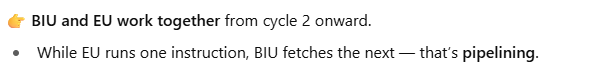 👉 BIU and EU work together from cycle 2 onward.
• While EU runs one instruction, BIU fetches the next — that's pipelining.